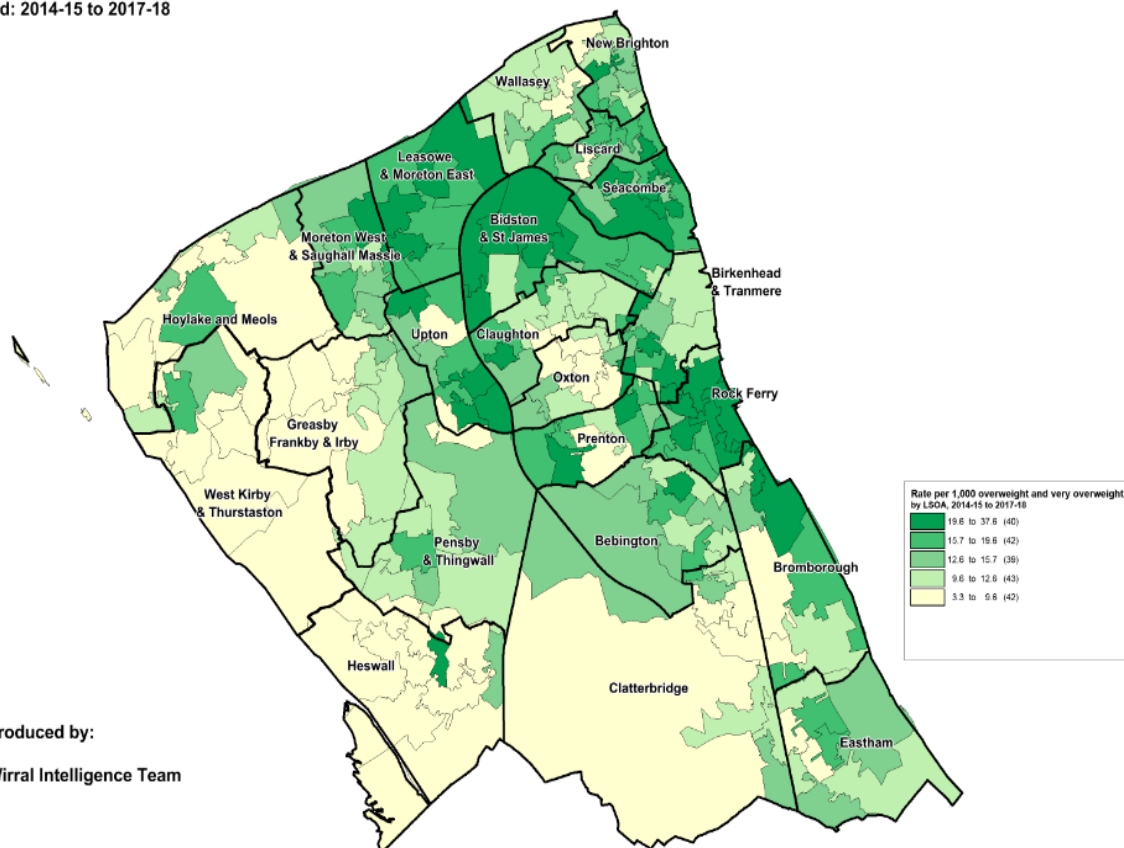 d: 2014-15 to 2017-18
New Brighton
Wallasey
Liscard
Leasowe
& Moreton East
Seacombe
Bidston
& St James
Moreton West
& Saughall Massie
Birkenhead
& Tranmere
Hoylake and Meols
Upton
Claughton
Oxton
Rock Ferry
Greasby
Frankby & Irby
Prenton
West Kirby
& Thurstaston
Rate per 1,000 overweight and very overweight
by LSOA, 2014-15 to 2017-18
19.6 to 37.6 (40)
15.7 to 19.6 (42)
12.6 to 15.7 (39)
9.6 to 12.6 (43)
3.3 to 9.6 (42)
Pensby
& Thingwall
Bebington
Bromborough
Heswall
Clatterbridge
Eastham
roduced by:
Wirral Intelligence Team